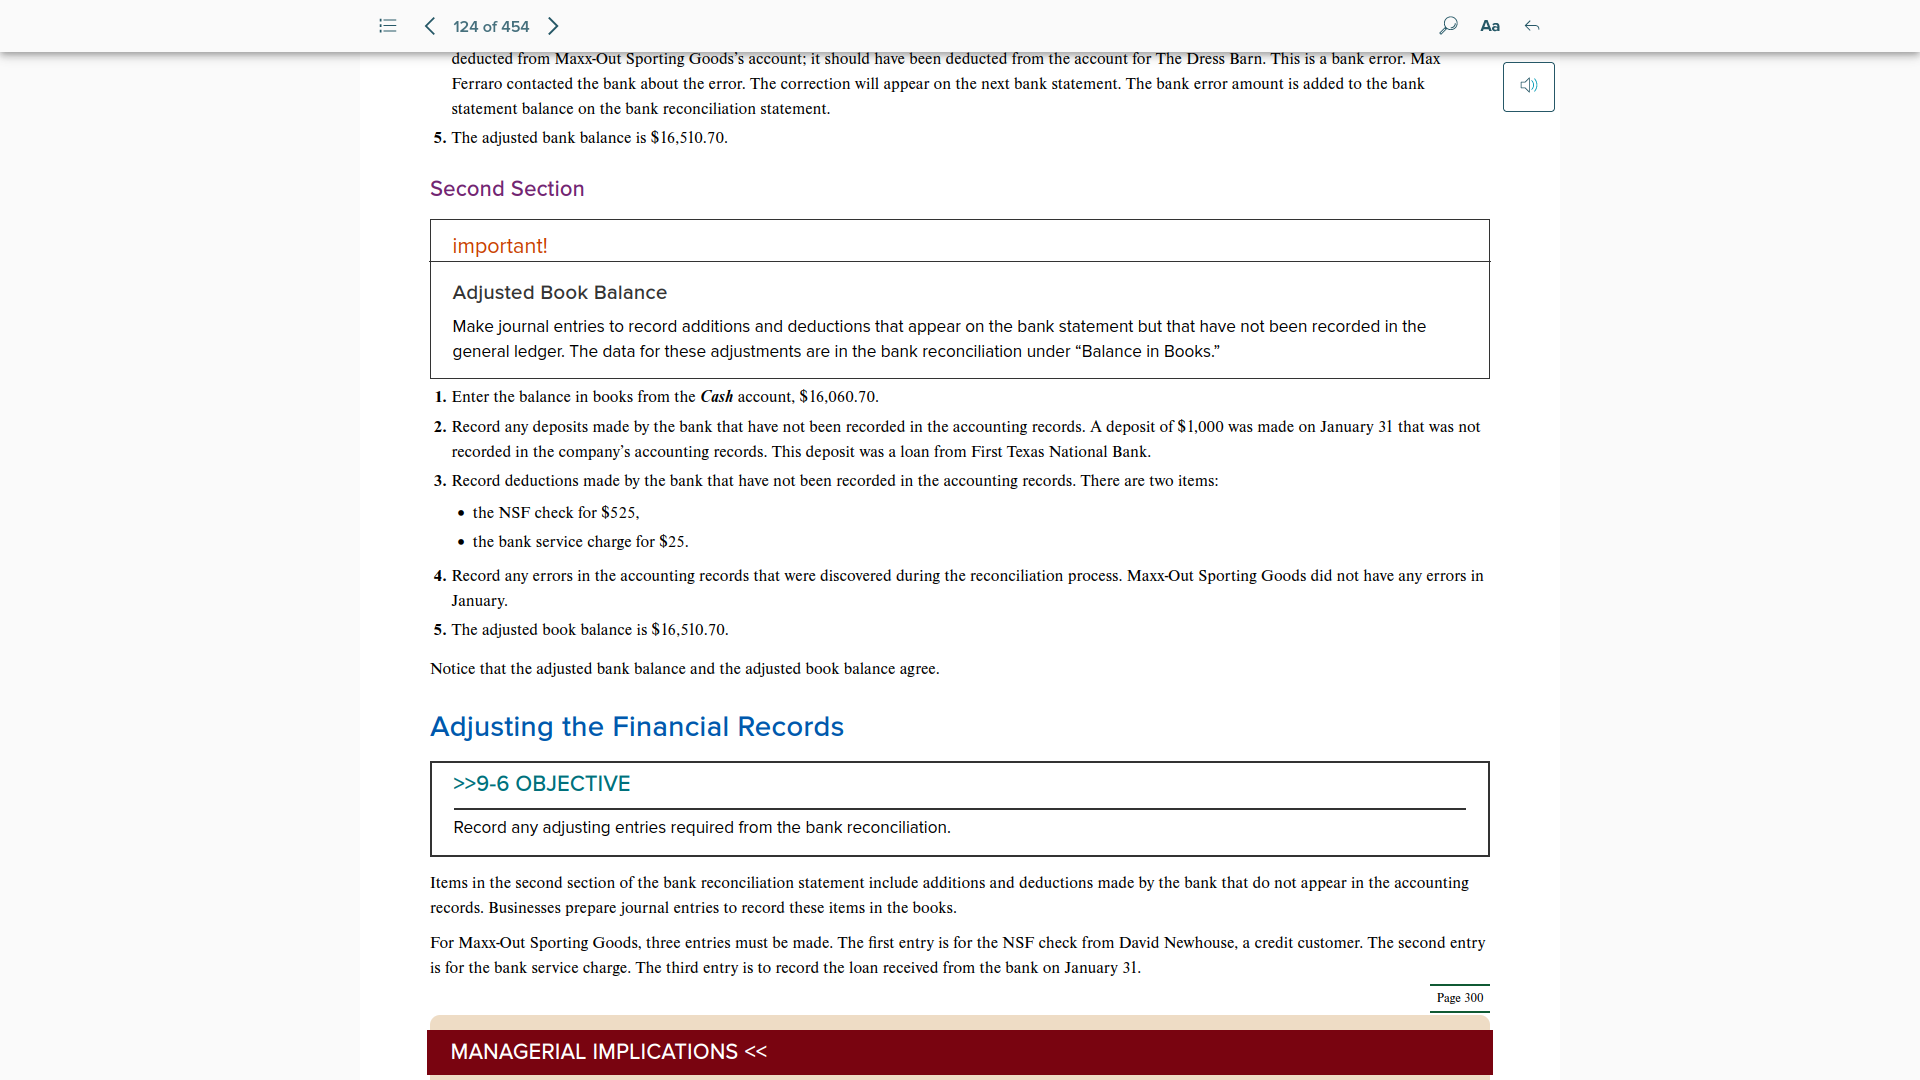 124 of 454
Aa
deducted from Maxx-Out Sporting Goods's account; it should have been deducted from the account for The Dress Barn. This is a bank error. Max
Ferraro contacted the bank about the error. The correction will appear on the next bank statement. The bank error amount is added to the bank
statement balance on the bank reconciliation statement.
5. The adjusted bank balance is $16,510.70.
Second Section
important!
Adjusted Book Balance
Make journal entries to record additions and deductions that appear on the bank statement but that have not been recorded in the
general ledger. The data for these adjustments are in the bank reconciliation under “Balance in Books.”
1. Enter the balance in books from the Cash account, $16,060.70.
2. Record any deposits made by the bank that have not been recorded in the accounting records. A deposit of $1,000 was made on January 31 that was not
recorded in the company's accounting records. This deposit was a loan from First Texas National Bank.
3. Record deductions made by the bank that have not been recorded in the accounting records. There are two items:
• the NSF check for $525,
• the bank service charge for $25.
4. Record any errors in the accounting records that were discovered during the reconciliation process. Maxx-Out Sporting Goods did not have any errors in
January.
5. The adjusted book balance is $16,510.70.
Notice that the adjusted bank balance and the adjusted book balance agree.
Adjusting the Financial Records
>>9-6 OBJECTIVE
Record any adjusting entries required from the bank reconciliation.
Items in the second section of the bank reconciliation statement include additions and deductions made by the bank that do not appear in the accounting
records. Businesses prepare journal entries to record these items in the books.
For Maxx-Out Sporting Goods, three entries must be made. The first entry is for the NSF check from David Newhouse, a credit customer. The second entry
is for the bank service charge. The third entry is to record the loan received from the bank on January 31.
Page 300
MANAGERIAL IMPLICATIONS <<